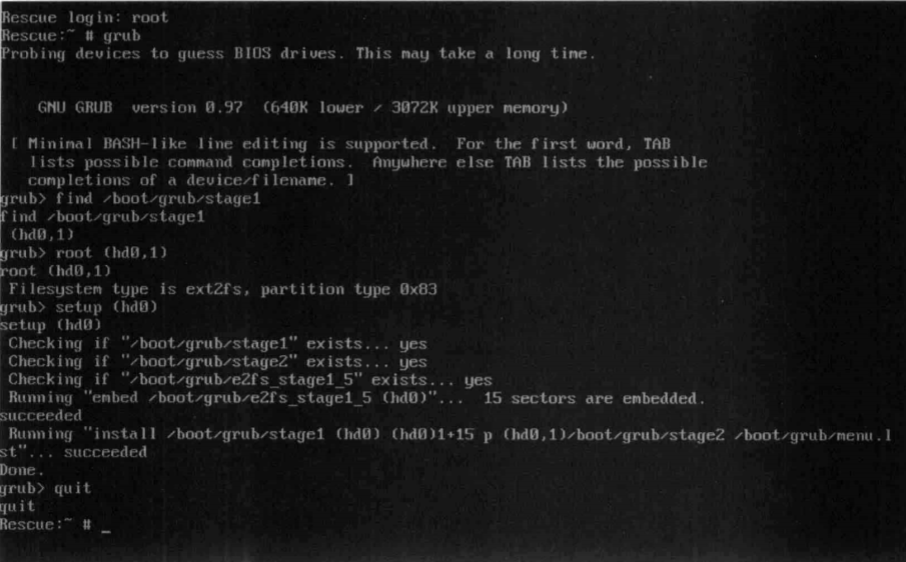 Rescue login: root
Rescue:~ # grub
Probing devices to guess BIOS drives. This may take a long time.
GNU GRUB  version 0.97  (640K lower / 3072K upper memory)
[ Minimal BASH-like line editing is supported.  For the first word, TAB
lists possible command completions.  Anywhere else TAB lists the possible
completions of a device/filename. ]
grub> find /boot/grub/stage1
find /boot/grub/stage1
(hd0,1)
grub> root (hd0,1)
root (hd0,1)
Filesystem type is ext2fs, partition type 0x83
grub> setup (hd0)
setup (hd0)
Checking if "/boot/grub/stage1" exists... yes
Checking if "/boot/grub/stage2" exists... yes
Checking if "/boot/grub/e2fs_stage1_5" exists... yes
Running "embed /boot/grub/e2fs_stage1_5 (hd0)"...  15 sectors are embedded.
succeeded
Running "install /boot/grub/stage1 (hd0) (hd0)1+15 p (hd0,1)/boot/grub/stage2 /boot/grub/menu.l
st"... succeeded
Done.
grub> quit
quit
Rescue:~ # _